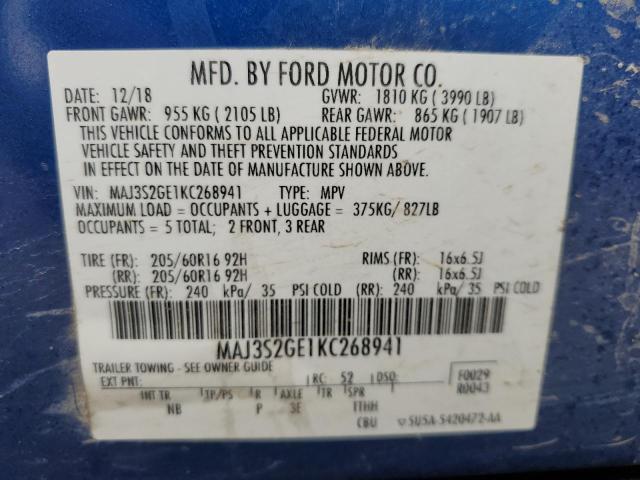 MFD. BY FORD MOTOR CO.
DATE: 12/18 GVWR: 1810 KG ( 3990 LB)
FRONT GAWR: 955 KG ( 2105 LB) REAR GAWR: 865 KG ( 1907 LB)
THIS VEHICLE CONFORMS TO ALL APPLICABLE FEDERAL MOTOR
VEHICLE SAFETY AND THEFT PREVENTION STANDARDS
IN EFFECT ON THE DATE OF MANUFACTURE SHOWN ABOVE.
VIN: MAJ3S2GE1KC268941 TYPE: MPV
MAXIMUM LOAD = OCCUPANTS + LUGGAGE = 375KG/ 827LB
OCCUPANTS = 5 TOTAL; 2 FRONT, 3 REAR
TIRE (FR): 205/60R16 92H RIMS (FR): 16x6.5J
(RR): 205/60R16 92H (RR): 16x6.5J
PRESSURE (FR): 240 kPa/ 35 PSI COLD (RR): 240 kPa/ 35 PSI COLD
MAJ3S2GE1KC268941
TRAILER TOWING - SEE OWNER GUIDE
EXT PNT: RC: 52 DSO: F0029
R0043
INT TR TP/PS R AXLE TR SPR
NB P 3E ITHH
CBU SU5A-S420472-AA